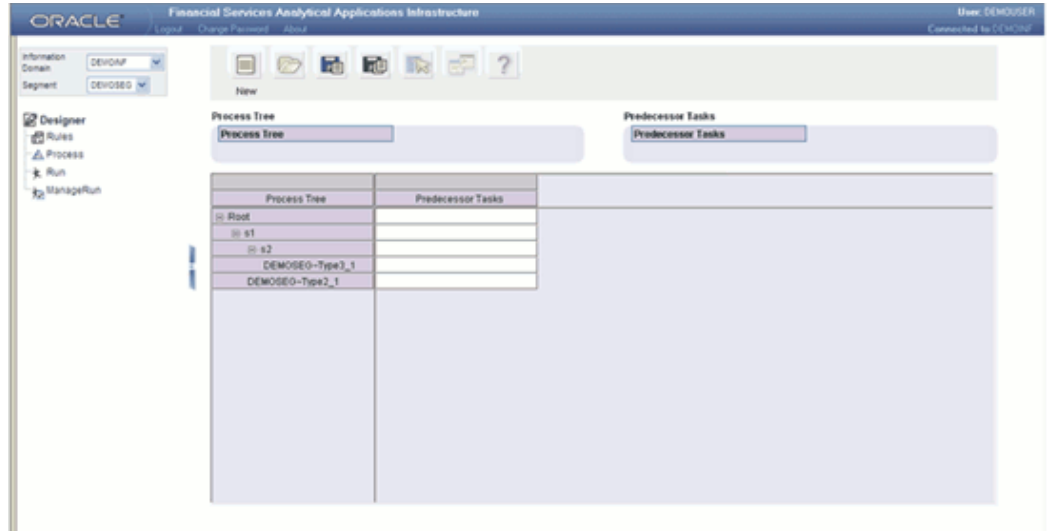 ORACLE
Financial Services Analytical Applications Infrastructure
User: DEMOUSER
Logout Change Password About
Connected to: DEMOINF
Information Domain
DEMOINF
Segment
DEMOSEG
New
?
Designer
Rules
Process
Run
ManageRun
Process Tree
Predecessor Tasks
Process Tree
Predecessor Tasks
Process Tree
Predecessor Tasks
Root
s1
s2
DEMOSEG~Type3_1
DEMOSEG~Type2_1